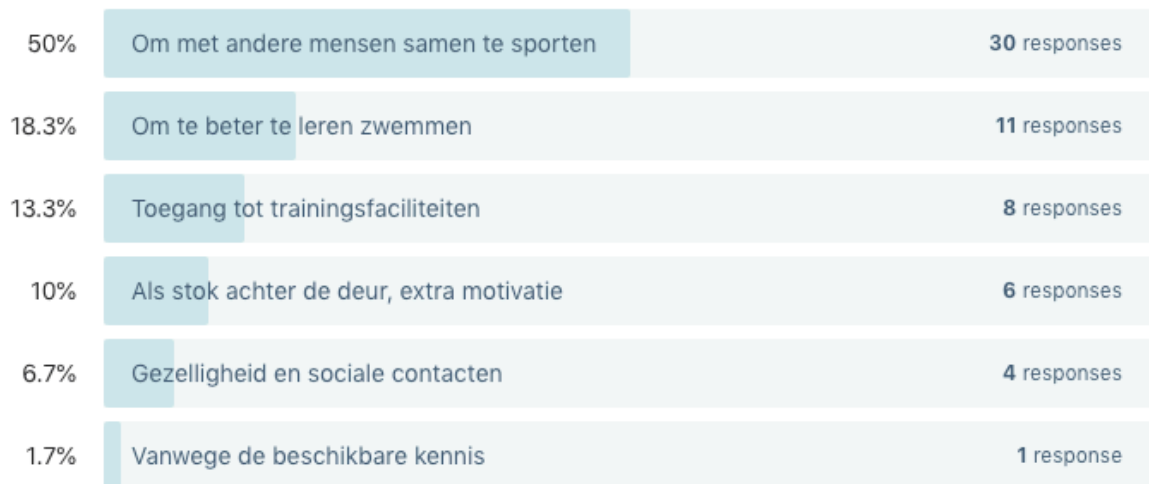 50% Om met andere mensen samen te sporten 30 responses
18.3% Om te beter te leren zwemmen 11 responses
13.3% Toegang tot trainingsfaciliteiten 8 responses
10% Als stok achter de deur, extra motivatie 6 responses
6.7% Gezelligheid en sociale contacten 4 responses
1.7% Vanwege de beschikbare kennis 1 response